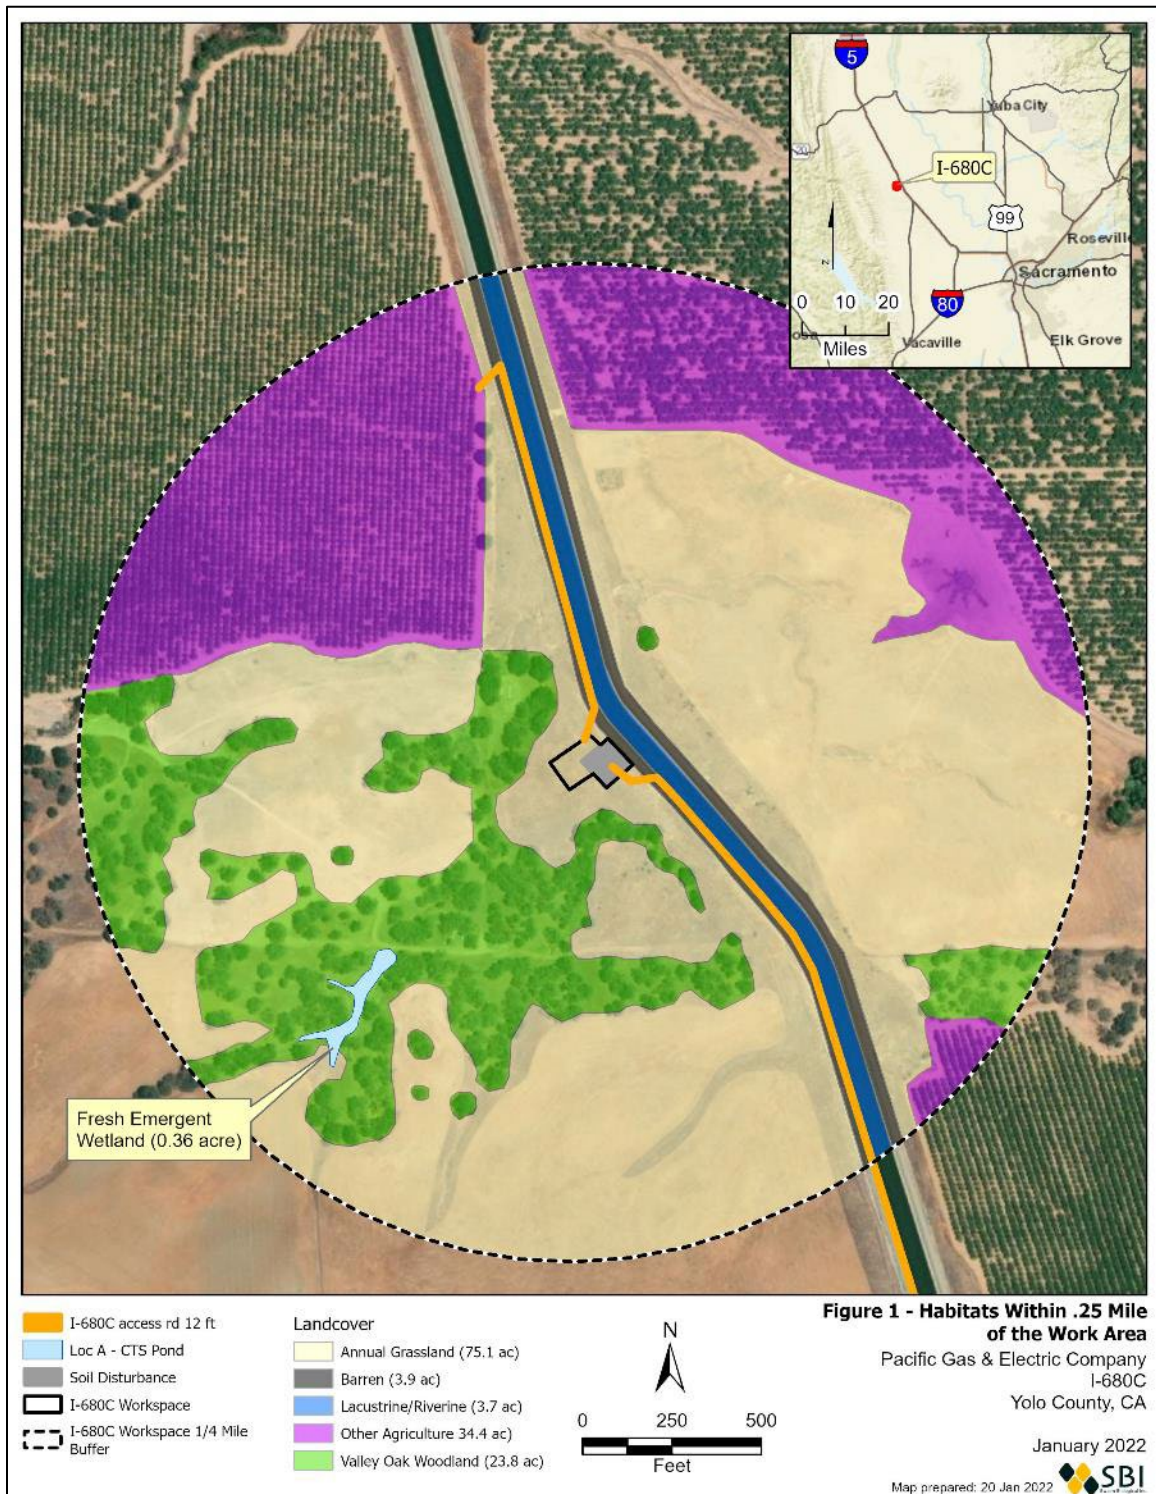 5
Yuba City
20
I-680C
99
Roseville
Sacramento
0 10 20
Miles
80
Vacaville
Elk Grove
Fresh Emergent
Wetland (0.36 acre)
I-680C access rd 12 ft
Loc A - CTS Pond
Soil Disturbance
I-680C Workspace
I-680C Workspace 1/4 Mile
Buffer
Landcover
Annual Grassland (75.1 ac)
Barren (3.9 ac)
Lacustrine/Riverine (3.7 ac)
Other Agriculture 34.4 ac)
Valley Oak Woodland (23.8 ac)
N
0 250 500
Feet
Figure 1 - Habitats Within .25 Mile
of the Work Area
Pacific Gas & Electric Company
I-680C
Yolo County, CA
January 2022
Map prepared: 20 Jan 2022
SBI